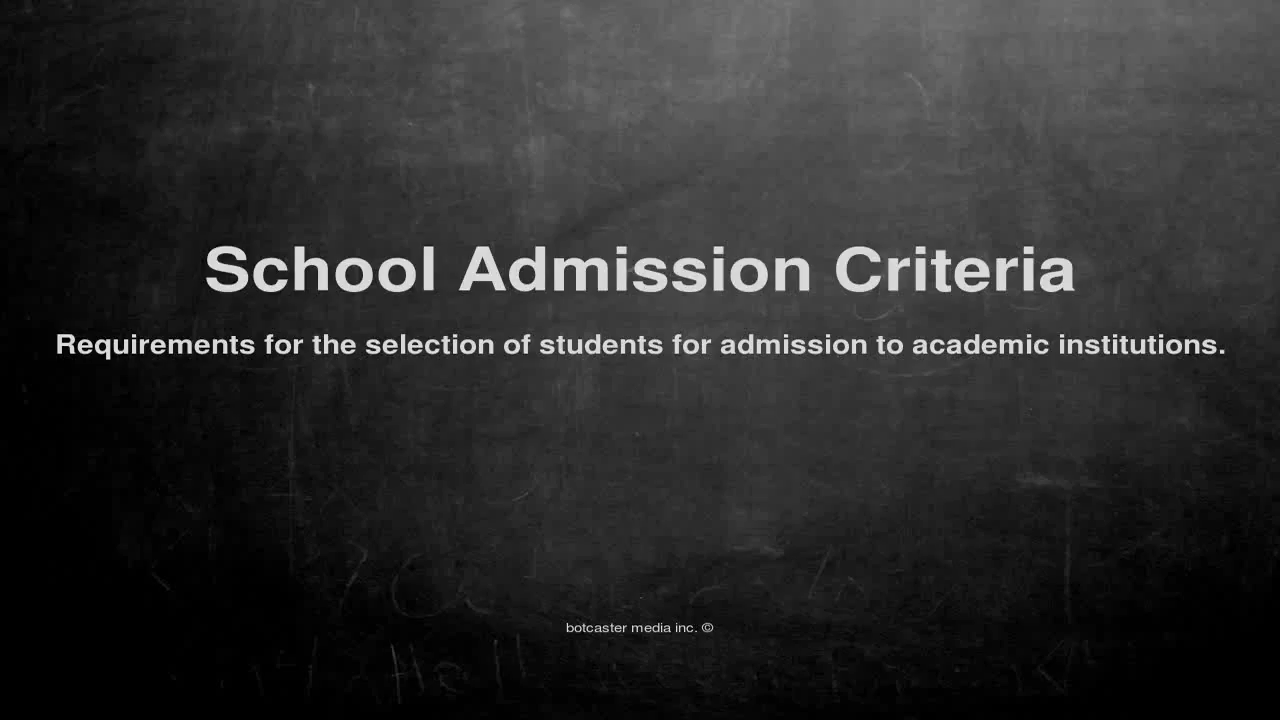 School Admission Criteria
Requirements for the selection of students for admission to academic institutions.
botcaster media inc. ©